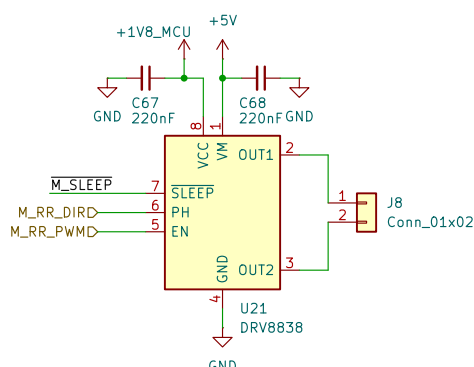 +1V8_MCU
+5V
GND
C67
220nF
C68
220nF
GND
8
1
VCC
VM
OUT1
2
M_SLEEP
7
SLEEP
M_RR_DIR
6
PH
M_RR_PWM
5
EN
1
2
J8
Conn_01x02
GND
OUT2
3
4
U21
DRV8838
GND